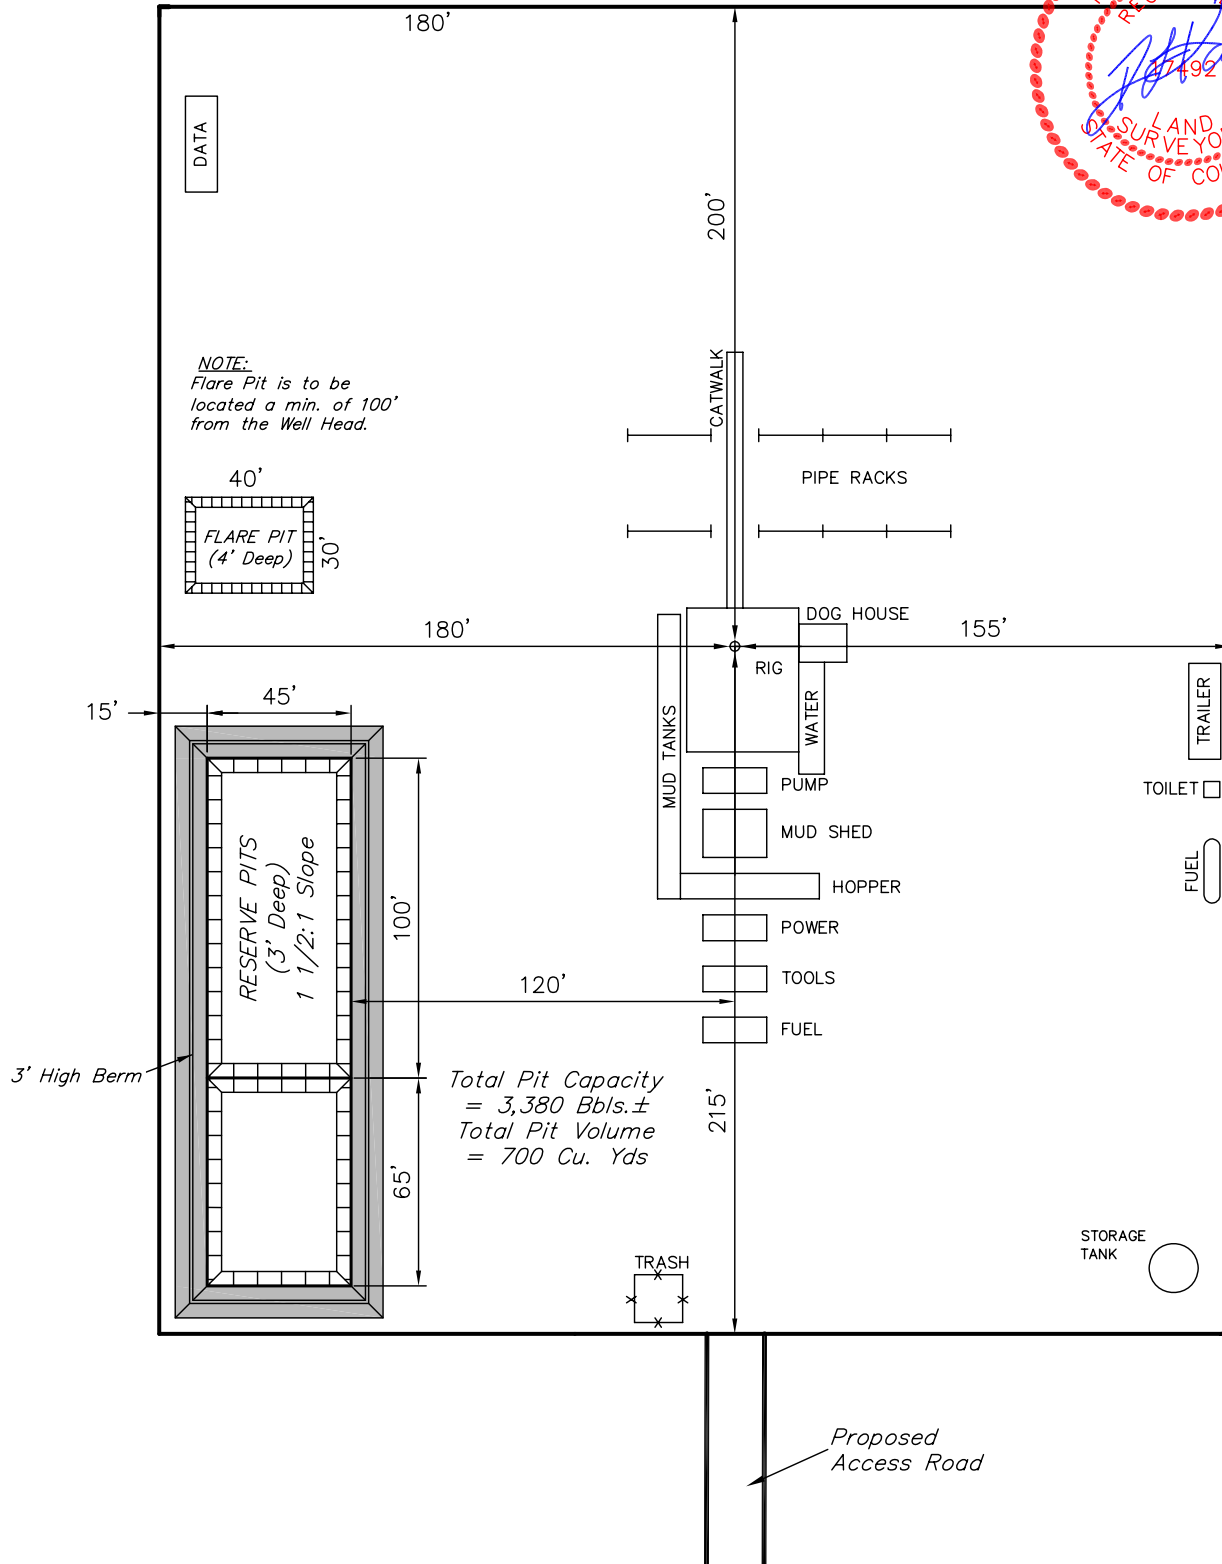 180'
17492
LAND
STATE OF
DATA
200'
NOTE:
Flare Pit is to be
located a min. of 100'
from the Well Head.
CATWALK
PIPE RACKS
40'
FLARE PIT
(4' Deep)
30'
DOG HOUSE
180'
155'
RIG
15'
45'
MUD TANKS
WATER
TRAILER
PUMP
TOILET
MUD SHED
RESERVE PITS
(3' Deep)
1 1/2:1 Slope
100'
HOPPER
FUEL
POWER
TOOLS
120'
FUEL
3' High Berm
Total Pit Capacity
= 3,380 Bbls.±
Total Pit Volume
= 700 Cu. Yds
215'
65'
TRASH
STORAGE
TANK
Proposed
Access Road